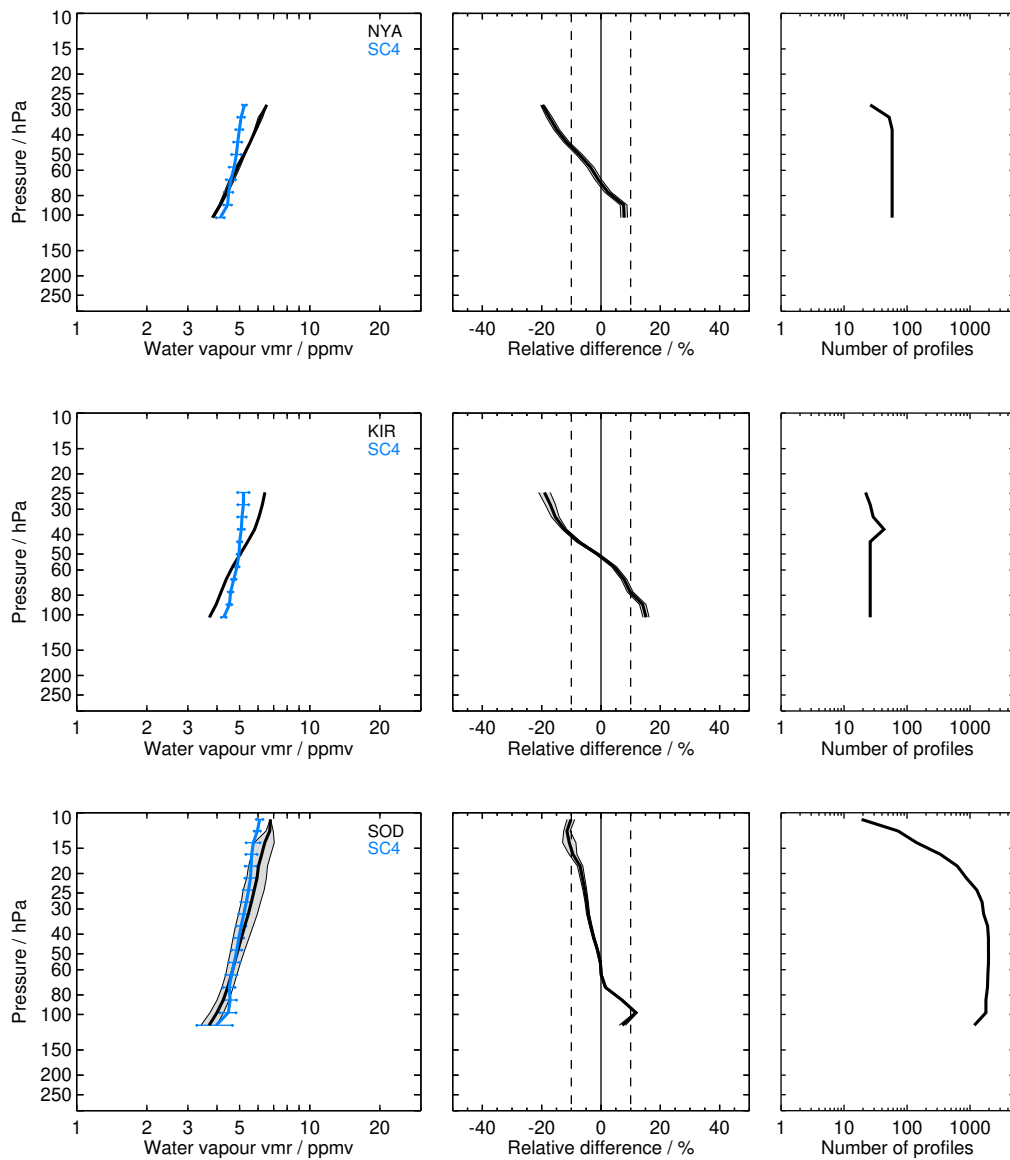 NYA
SC4
10
15
20
25
30
40
50
60
80
100
150
200
250
Pressure / hPa
1 2 3 5 10 20
Water vapour vmr / ppmv
-40 -20 0 20 40
Relative difference / %
1 10 100 1000
Number of profiles
KIR
SC4
10
15
20
25
30
40
50
60
80
100
150
200
250
Pressure / hPa
1 2 3 5 10 20
Water vapour vmr / ppmv
-40 -20 0 20 40
Relative difference / %
1 10 100 1000
Number of profiles
SOD
SC4
10
15
20
25
30
40
50
60
80
100
150
200
250
Pressure / hPa
1 2 3 5 10 20
Water vapour vmr / ppmv
-40 -20 0 20 40
Relative difference / %
1 10 100 1000
Number of profiles